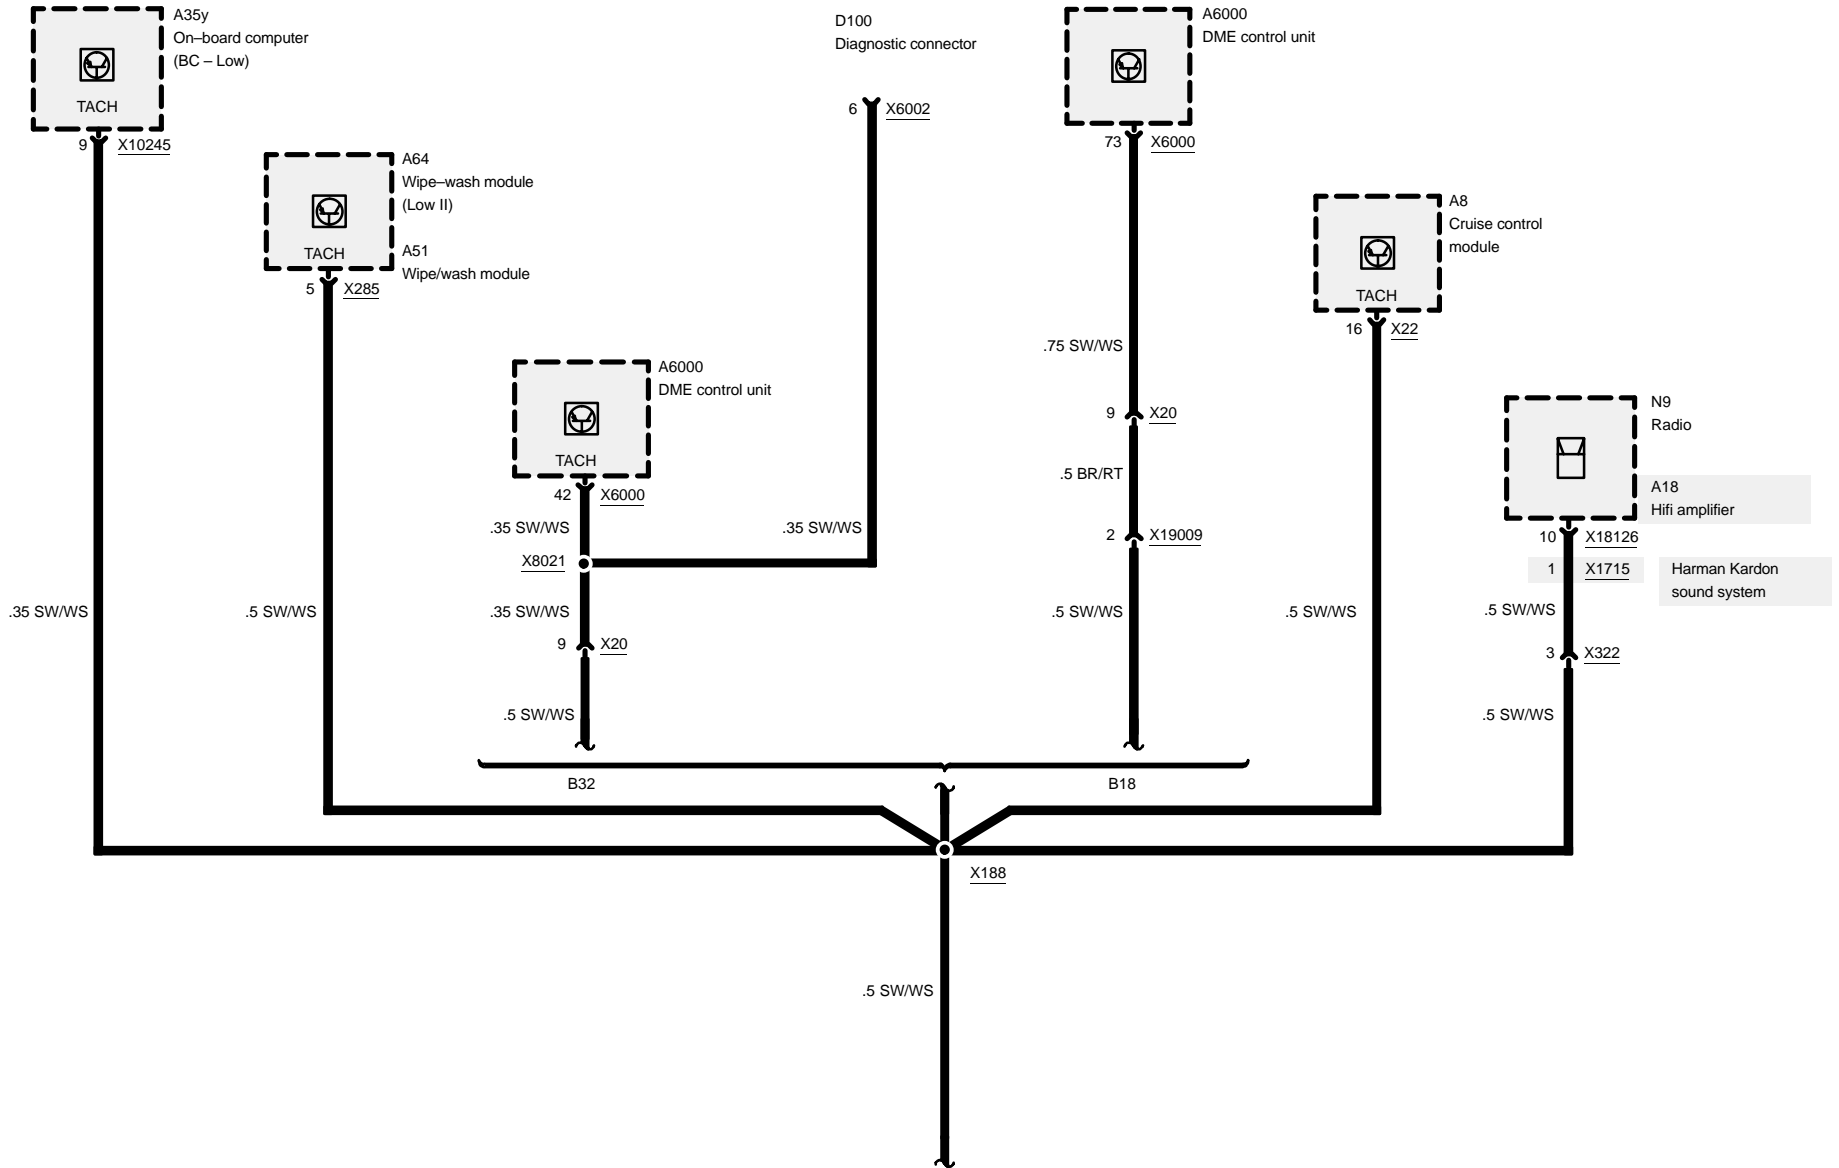 A35y
On–board computer
(BC – Low)
TACH
9 X10245
D100
Diagnostic connector
6 X6002
A6000
DME control unit
73 X6000
A64
Wipe–wash module
(Low II)
TACH
A51
Wipe/wash module
5 X285
A8
Cruise control
module
TACH
16 X22
.75 SW/WS
A6000
DME control unit
TACH
42 X6000
9 X20
N9
Radio
A18
Hifi amplifier
.5 BR/RT
.35 SW/WS
.35 SW/WS
2 X19009
10 X18126
X8021
1 X1715
Harman Kardon
sound system
.35 SW/WS
.5 SW/WS
.35 SW/WS
.5 SW/WS
.5 SW/WS
.5 SW/WS
9 X20
3 X322
.5 SW/WS
.5 SW/WS
B32
B18
X188
.5 SW/WS